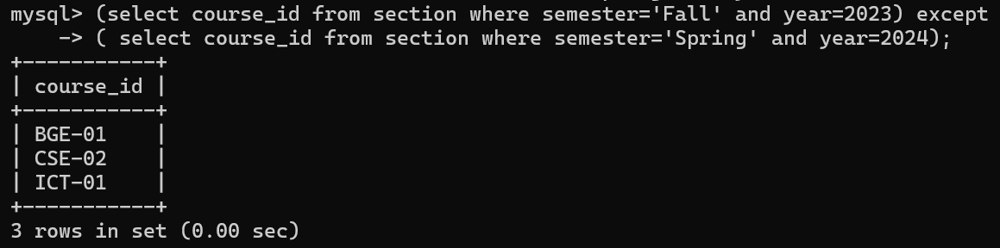 mysql> (select course_id from section where semester='Fall' and year=2023) except
    -> ( select course_id from section where semester='Spring' and year=2024);
+-----------+
| course_id |
+-----------+
| BGE-01    |
| CSE-02    |
| ICT-01    |
+-----------+
3 rows in set (0.00 sec)